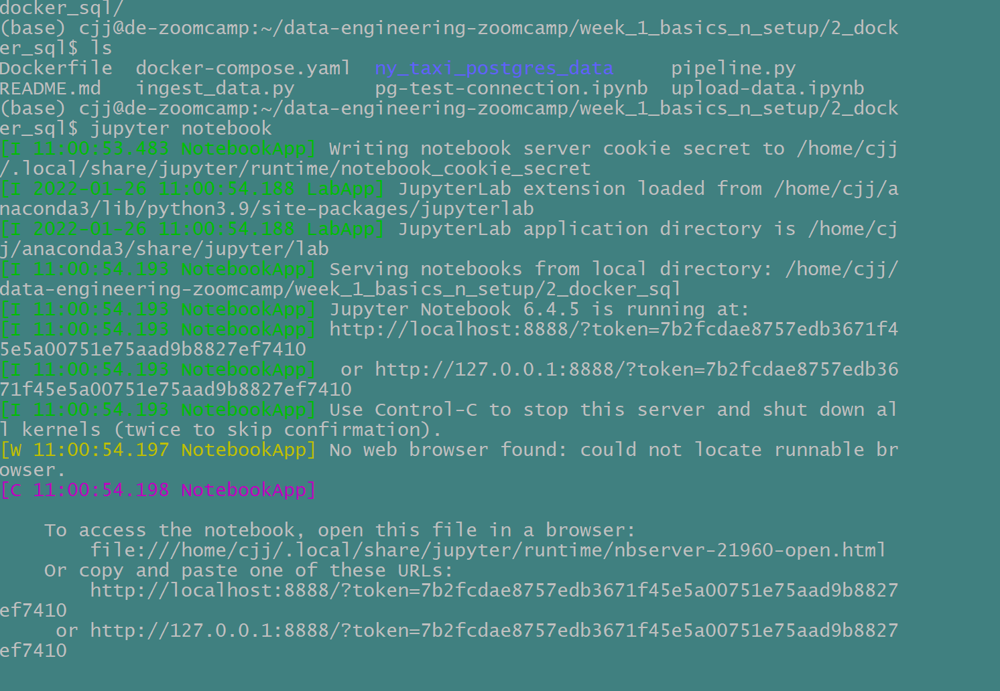 docker_sql/
(base) cjj@de-zoomcamp:~/data-engineering-zoomcamp/week_1_basics_n_setup/2_dock
er_sql$ ls
Dockerfile  docker-compose.yaml  ny_taxi_postgres_data     pipeline.py
README.md   ingest_data.py       pg-test-connection.ipynb  upload-data.ipynb
(base) cjj@de-zoomcamp:~/data-engineering-zoomcamp/week_1_basics_n_setup/2_dock
er_sql$ jupyter notebook
[I 11:00:53.483 NotebookApp] Writing notebook server cookie secret to /home/cjj
/.local/share/jupyter/runtime/notebook_cookie_secret
[I 2022-01-26 11:00:54.188 LabApp] JupyterLab extension loaded from /home/cjj/a
naconda3/lib/python3.9/site-packages/jupyterlab
[I 2022-01-26 11:00:54.188 LabApp] JupyterLab application directory is /home/cj
j/anaconda3/share/jupyter/lab
[I 11:00:54.193 NotebookApp] Serving notebooks from local directory: /home/cjj/
data-engineering-zoomcamp/week_1_basics_n_setup/2_docker_sql
[I 11:00:54.193 NotebookApp] Jupyter Notebook 6.4.5 is running at:
[I 11:00:54.193 NotebookApp] http://localhost:8888/?token=7b2fcdae8757edb3671f4
5e5a00751e75aad9b8827ef7410
[I 11:00:54.193 NotebookApp]  or http://127.0.0.1:8888/?token=7b2fcdae8757edb36
71f45e5a00751e75aad9b8827ef7410
[I 11:00:54.193 NotebookApp] Use Control-C to stop this server and shut down al
l kernels (twice to skip confirmation).
[W 11:00:54.197 NotebookApp] No web browser found: could not locate runnable br
owser.
[C 11:00:54.198 NotebookApp]
    To access the notebook, open this file in a browser:
        file:///home/cjj/.local/share/jupyter/runtime/nbserver-21960-open.html
    Or copy and paste one of these URLs:
        http://localhost:8888/?token=7b2fcdae8757edb3671f45e5a00751e75aad9b8827
ef7410
     or http://127.0.0.1:8888/?token=7b2fcdae8757edb3671f45e5a00751e75aad9b8827
ef7410